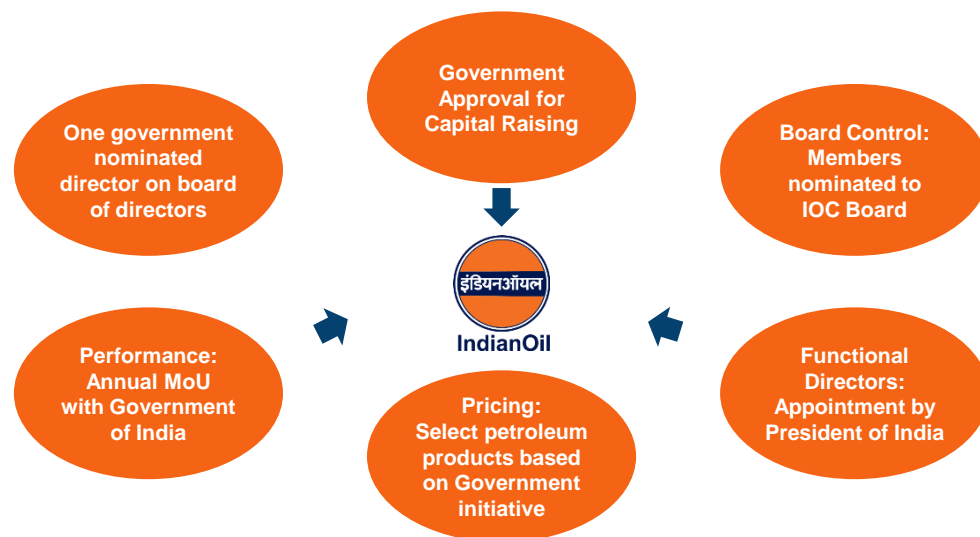 Government
Approval for
Capital Raising
One government
nominated
director on board
of directors
Board Control:
Members
nominated to
IOC Board
इंडियनऑयल
IndianOil
Performance:
Annual MoU
with Government
of India
Pricing:
Select petroleum
products based
on Government
initiative
Functional
Directors:
Appointment by
President of India